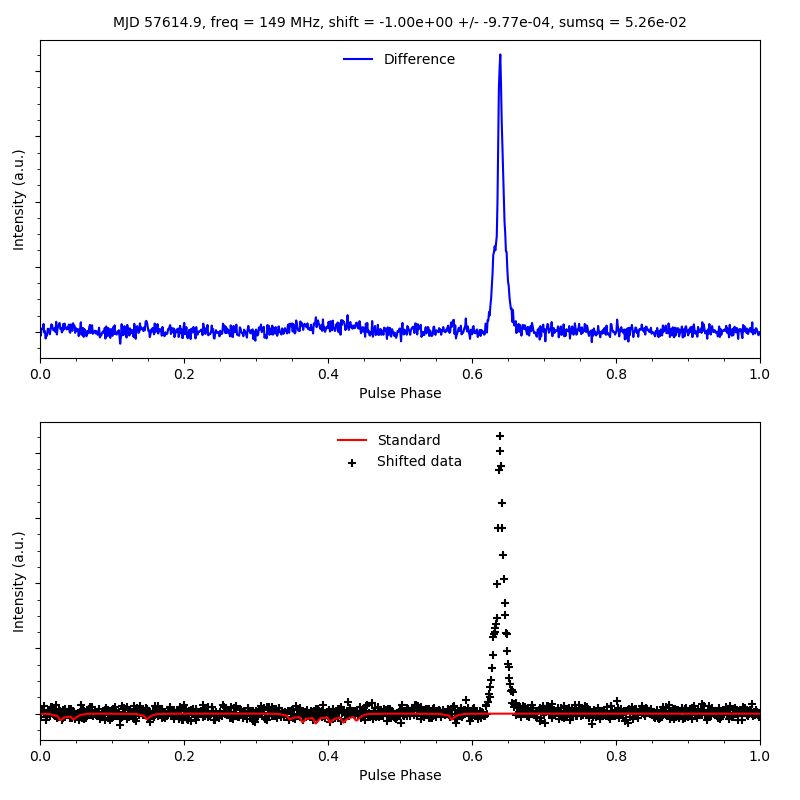 MJD 57614.9, freq = 149 MHz, shift = -1.00e+00 +/- -9.77e-04, sumsq = 5.26e-02
Difference
Intensity (a.u.)
0.0 0.2 0.4 0.6 0.8 1.0
Pulse Phase
Standard
Shifted data
Intensity (a.u.)
0.0 0.2 0.4 0.6 0.8 1.0
Pulse Phase